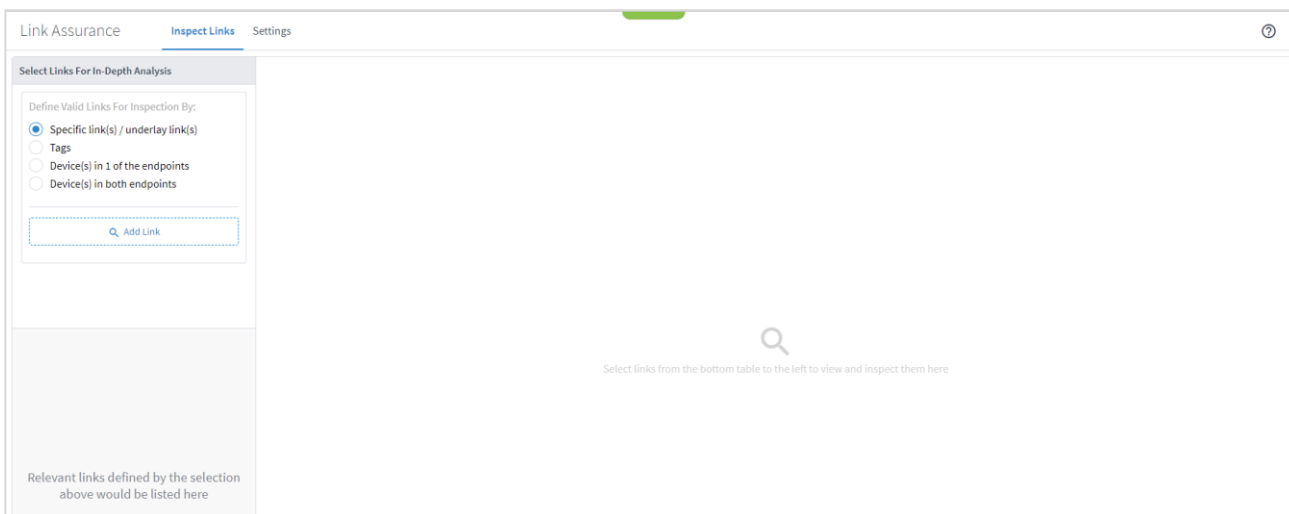 Link Assurance
Inspect Links
Settings
Select Links For In-Depth Analysis
Define Valid Links For Inspection By:
Specific link(s) / underlay link(s)
Tags
Device(s) in 1 of the endpoints
Device(s) in both endpoints
Add Link
Select links from the bottom table to the left to view and inspect them here
Relevant links defined by the selection
above would be listed here